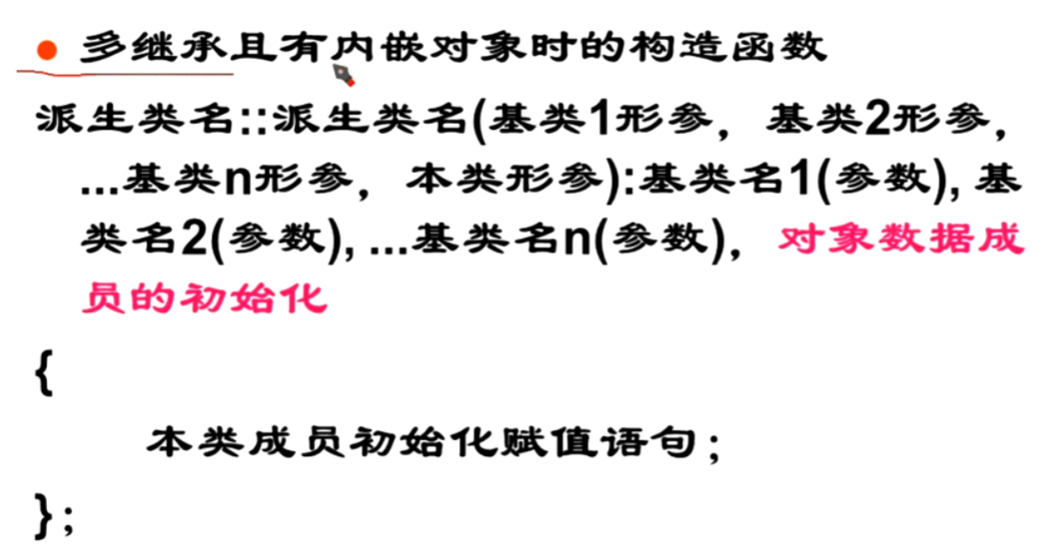 ● 多继承且有内嵌对象时的构造函数
派生类名::派生类名(基类1形参，基类2形参，
...基类n形参，本类形参):基类名1(参数), 基
类名2(参数), ...基类名n(参数)，对象数据成
员的初始化
{
本类成员初始化赋值语句;
};